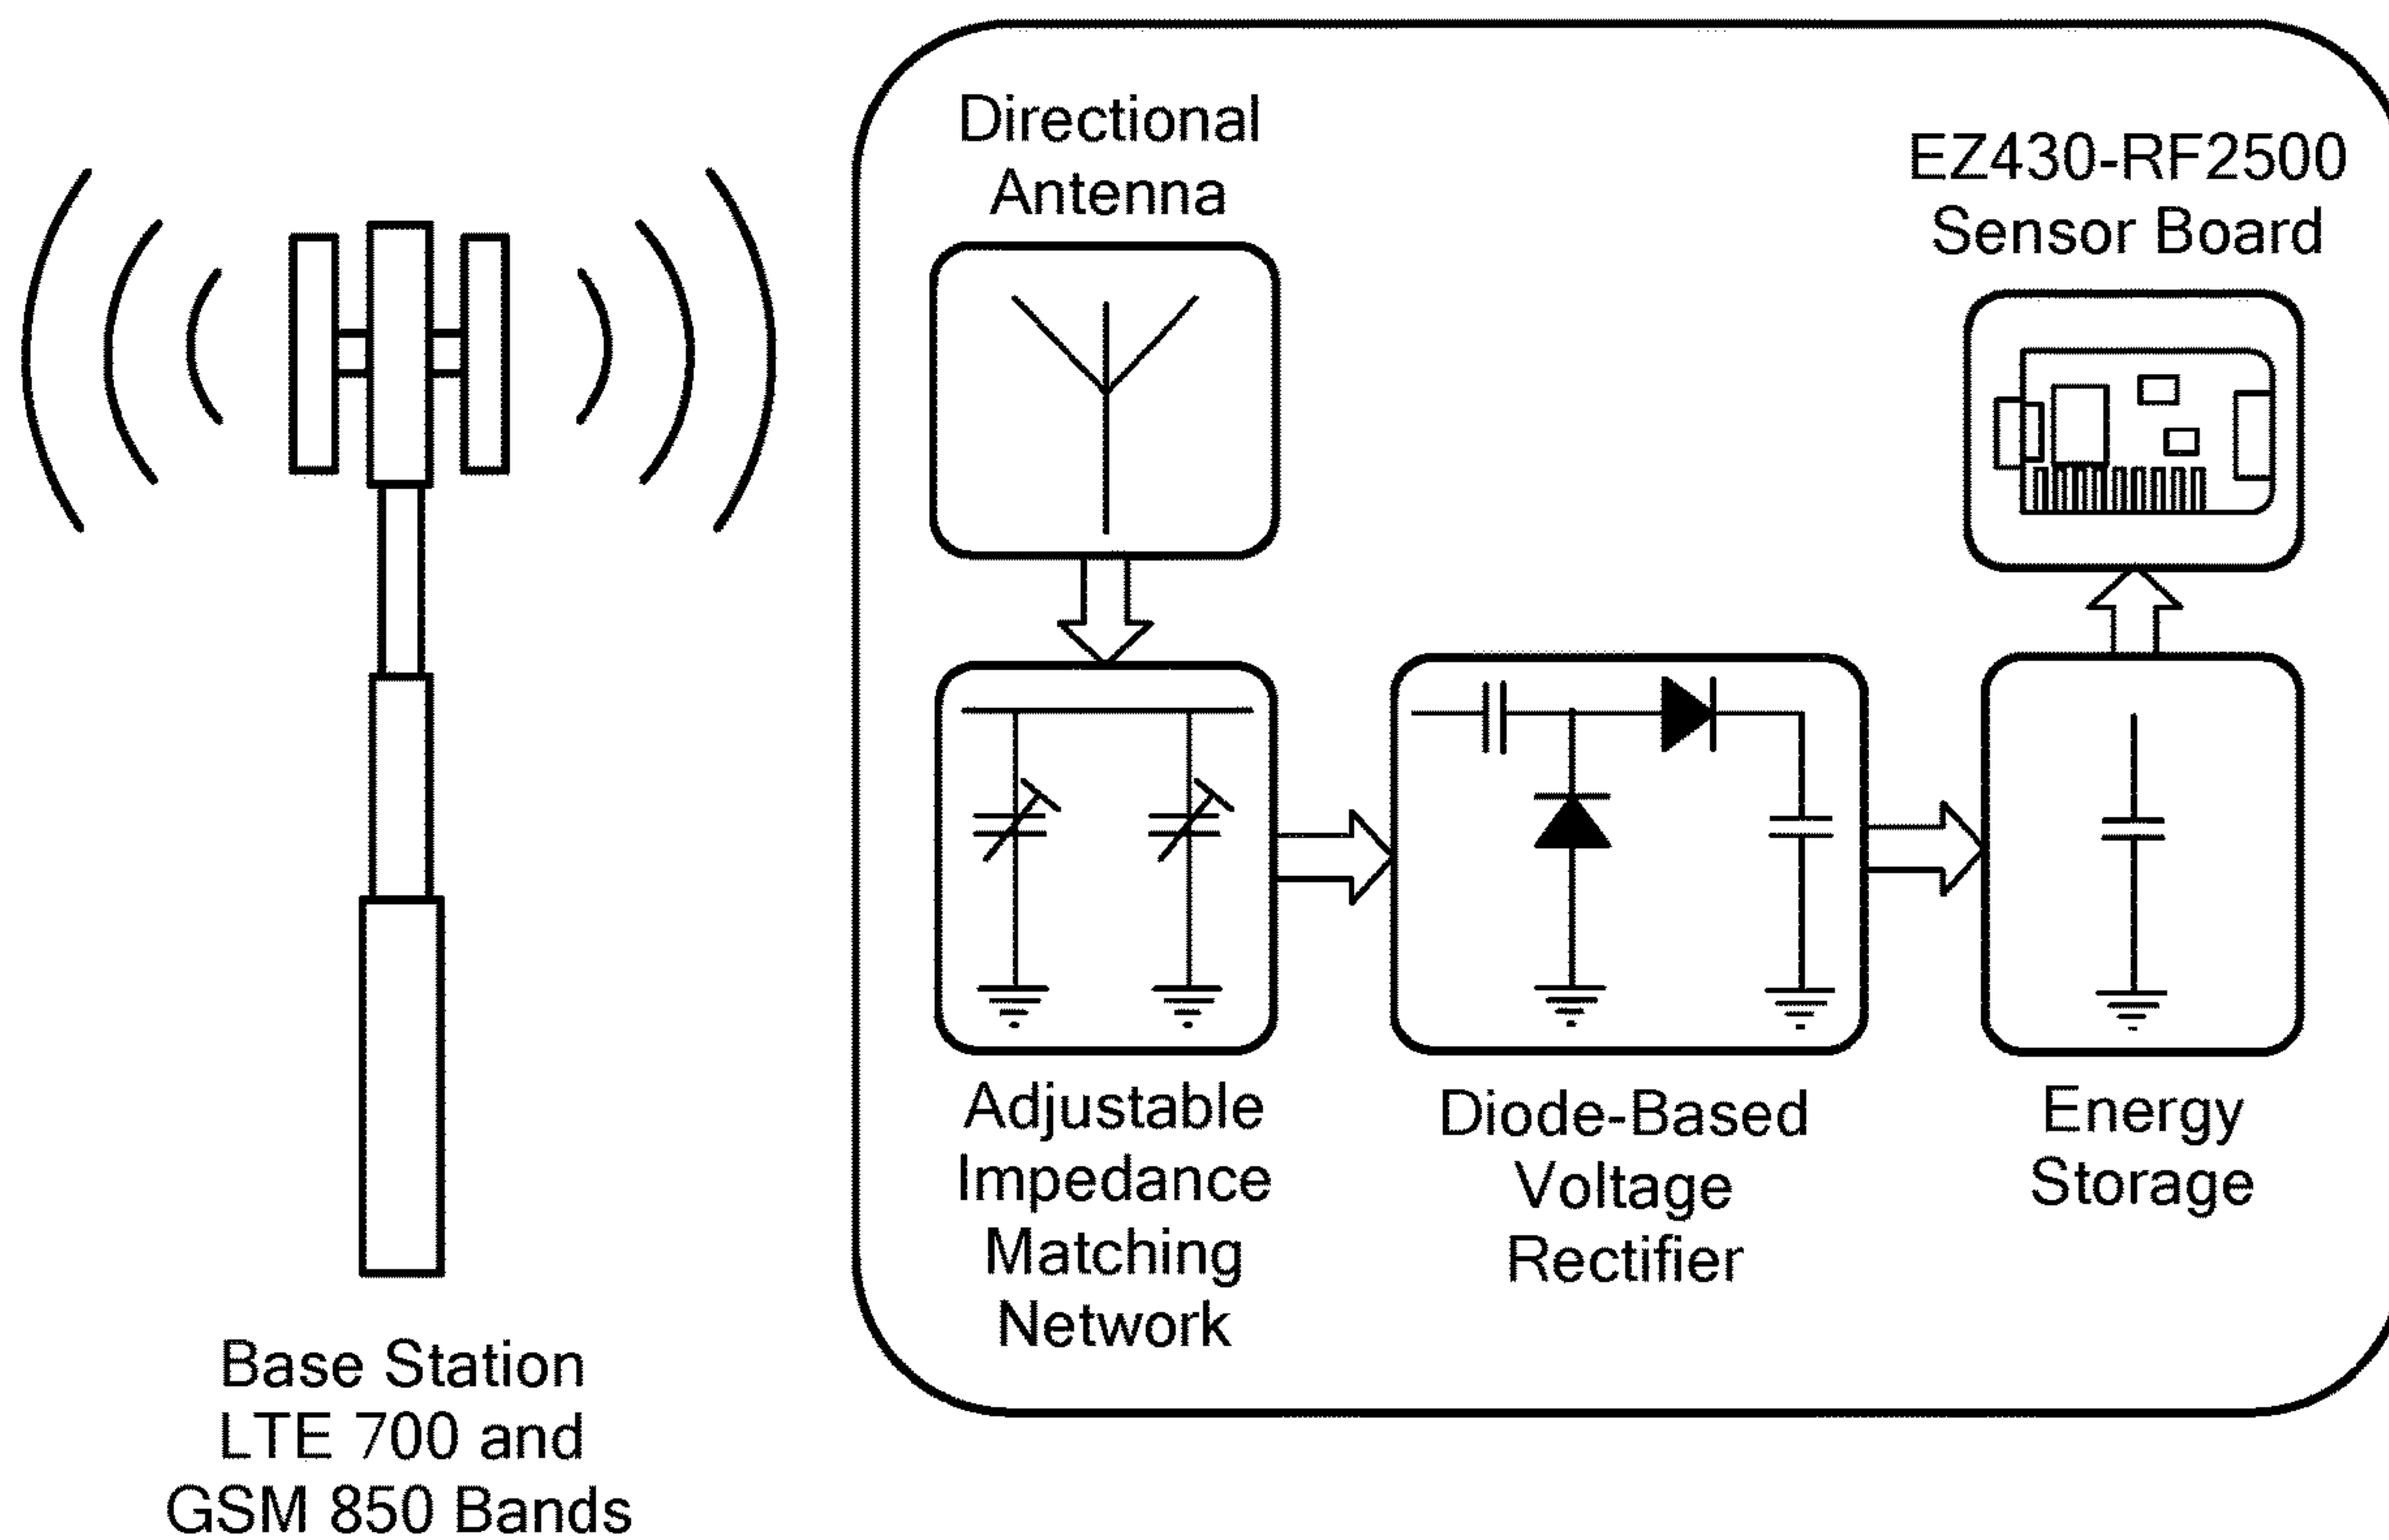 Directional
Antenna
EZ430-RF2500
Sensor Board
Adjustable
Impedance
Matching
Network
Diode-Based
Voltage
Rectifier
Energy
Storage
Base Station
LTE 700 and
GSM 850 Bands